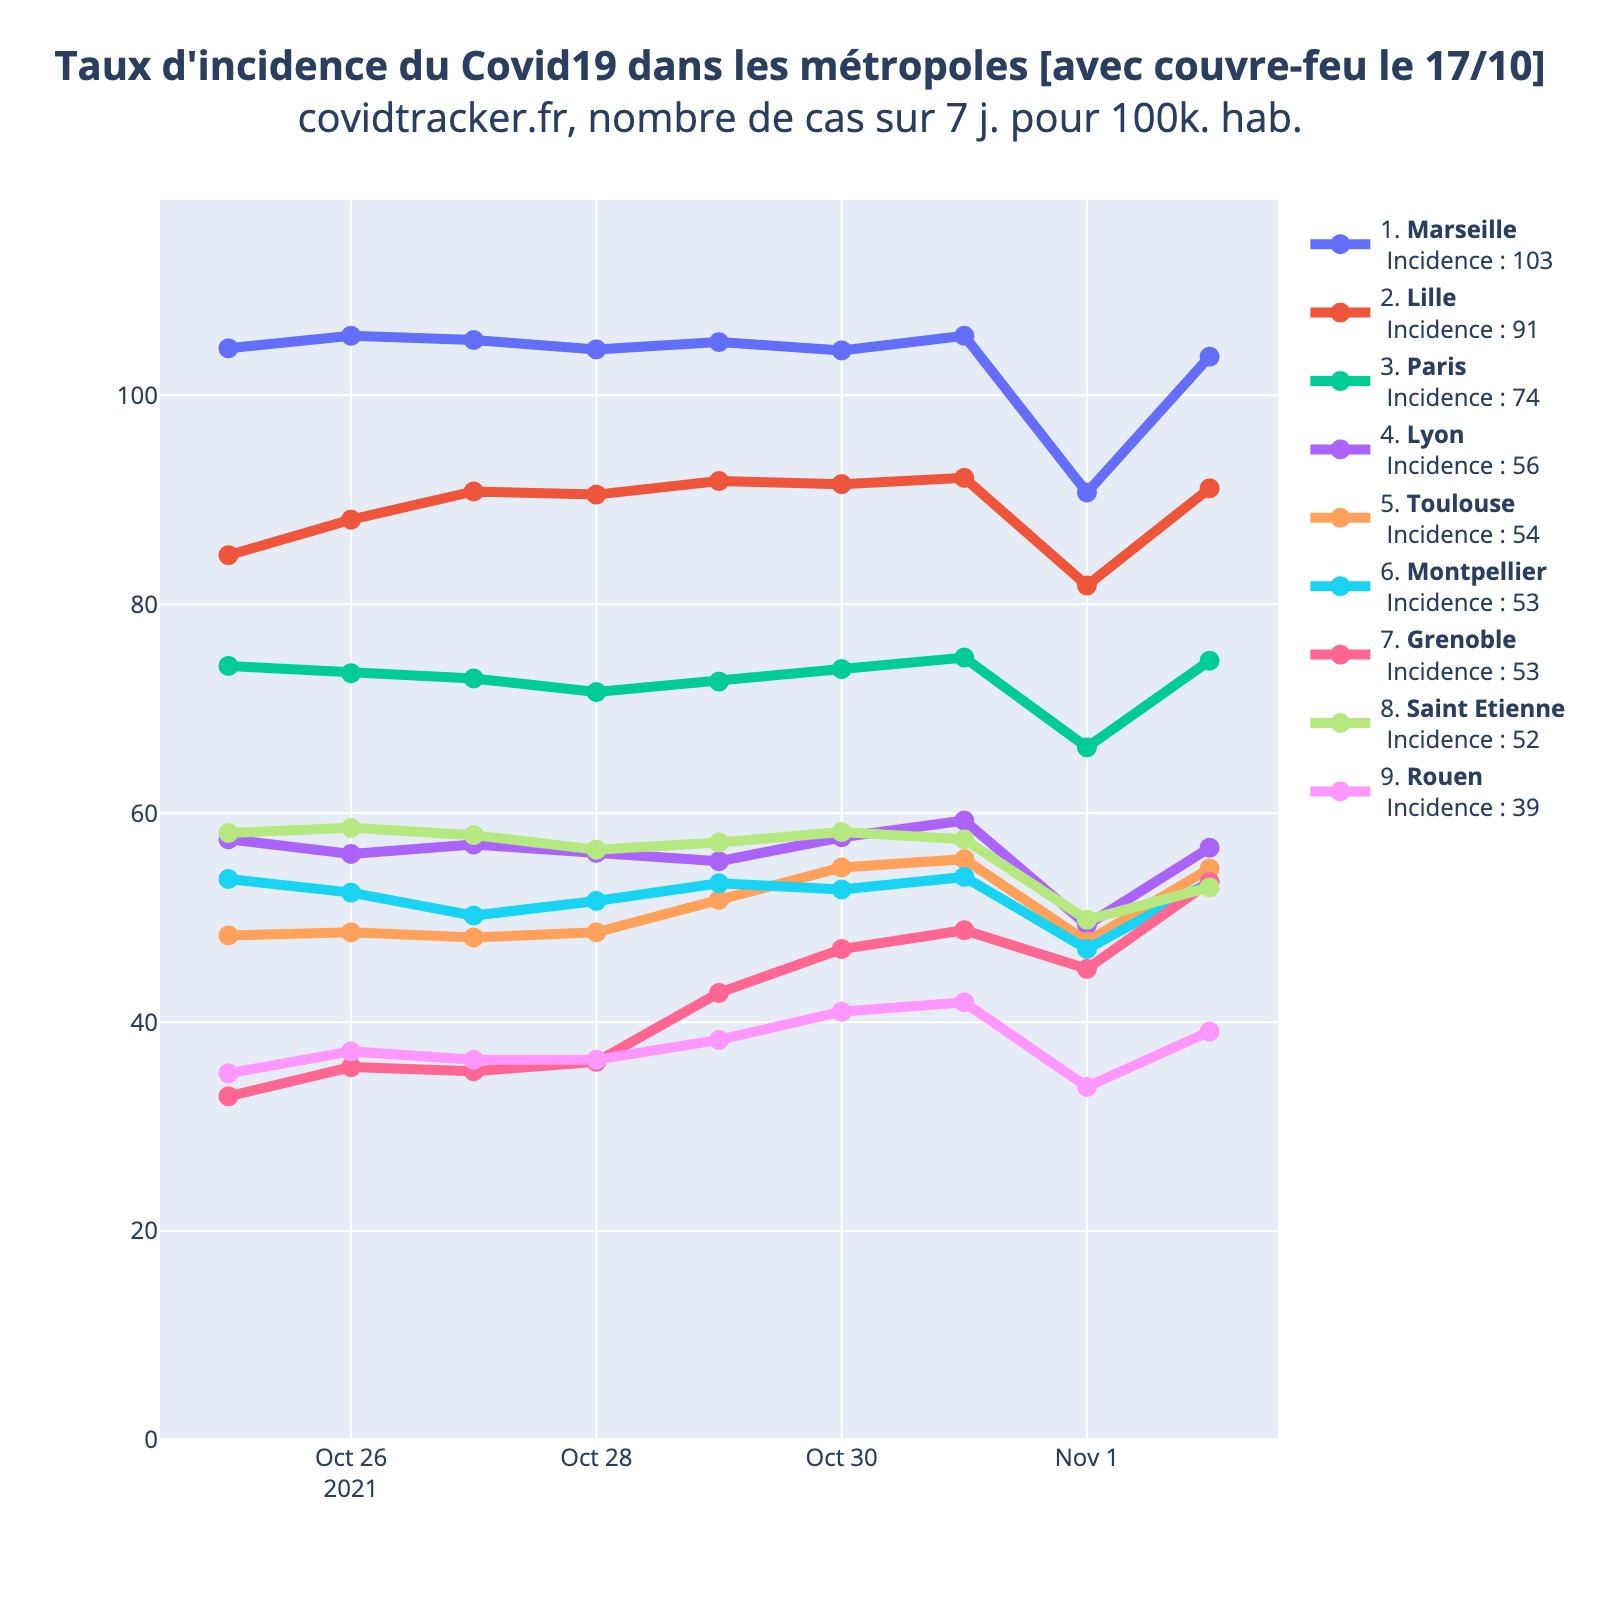 Taux d'incidence du Covid19 dans les métropoles [avec couvre-feu le 17/10]
covidtracker.fr, nombre de cas sur 7 j. pour 100k. hab.
1. Marseille
Incidence : 103
2. Lille
Incidence : 91
3. Paris
Incidence : 74
4. Lyon
Incidence : 56
5. Toulouse
Incidence : 54
6. Montpellier
Incidence : 53
7. Grenoble
Incidence : 53
8. Saint Etienne
Incidence : 52
9. Rouen
Incidence : 39
100
80
60
40
20
0
Oct 26
2021
Oct 28
Oct 30
Nov 1